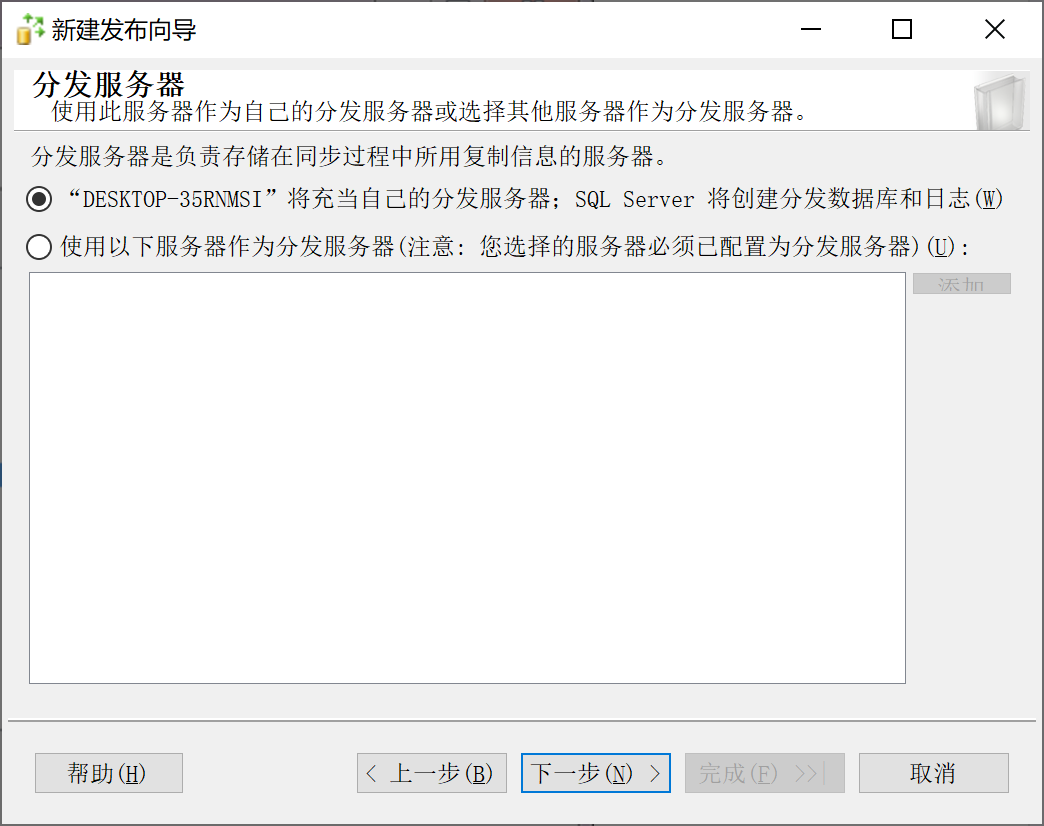 新建发布向导
分发服务器
使用此服务器作为自己的分发服务器或选择其他服务器作为分发服务器。
分发服务器是负责存储在同步过程中所用复制信息的服务器。
“DESKTOP-35RNMSI”将充当自己的分发服务器；SQL Server 将创建分发数据库和日志(W)
使用以下服务器作为分发服务器(注意: 您选择的服务器必须已配置为分发服务器)(U):
添加
帮助(H)
< 上一步(B)
下一步(N) >
完成(F) >>|
取消